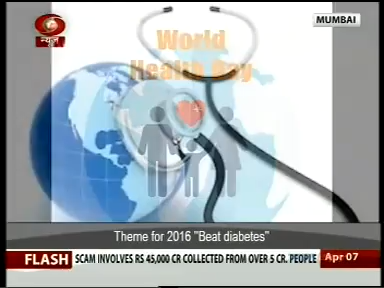 न्यूज़
MUMBAI
World
Health Day
Theme for 2016 "Beat diabetes"
FLASH SCAM INVOLVES RS 45,000 CR COLLECTED FROM OVER 5 CR. PEOPLE Apr 07